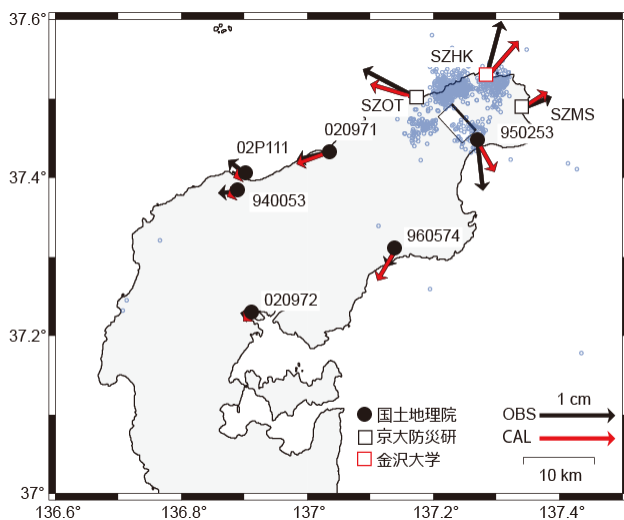 37.6°
37.4°
37.2°
37°
136.6°
136.8°
137°
137.2°
137.4°
SZHK
SZOT
SZMS
950253
020971
02P111
940053
960574
020972
国土地理院
京大防災研
金沢大学
1 cm
OBS
CAL
10 km